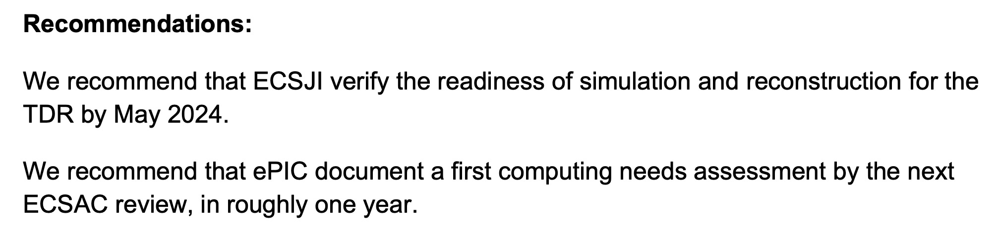 Recommendations:
We recommend that ECSJI verify the readiness of simulation and reconstruction for the
TDR by May 2024.
We recommend that ePIC document a first computing needs assessment by the next
ECSAC review, in roughly one year.